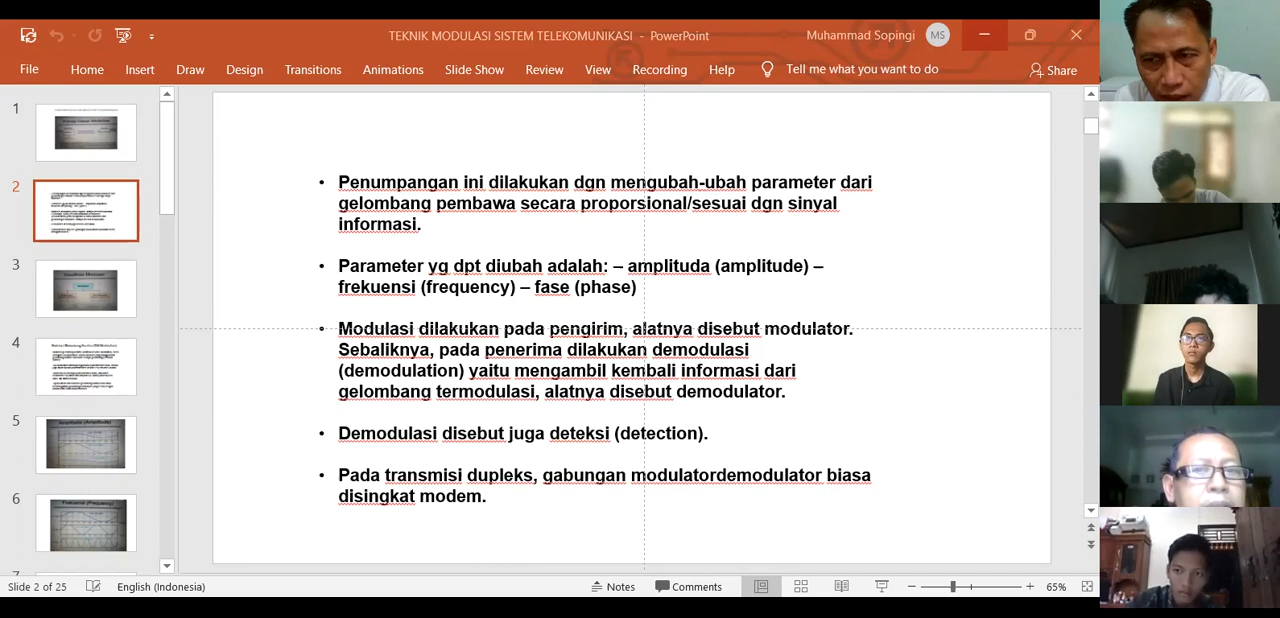 TEKNIK MODULASI SISTEM TELEKOMUNIKASI - PowerPoint
Muhammad Sopingi MS
File Home Insert Draw Design Transitions Animations Slide Show Review View Recording Help Tell me what you want to do Share
1
2
3
4
5
Amplituda (Amplitude)
6
Frekuensi (Frequency)
• Penumpangan ini dilakukan dgn mengubah-ubah parameter dari
gelombang pembawa secara proporsional/sesuai dgn sinyal
informasi.
• Parameter yg dpt diubah adalah: – amplituda (amplitude) –
frekuensi (frequency) – fase (phase)
• Modulasi dilakukan pada pengirim, alatnya disebut modulator.
Sebaliknya, pada penerima dilakukan demodulasi
(demodulation) yaitu mengambil kembali informasi dari
gelombang termodulasi, alatnya disebut demodulator.
• Demodulasi disebut juga deteksi (detection).
• Pada transmisi dupleks, gabungan modulatordemodulator biasa
disingkat modem.
Slide 2 of 25 English (Indonesia) Notes Comments 65%